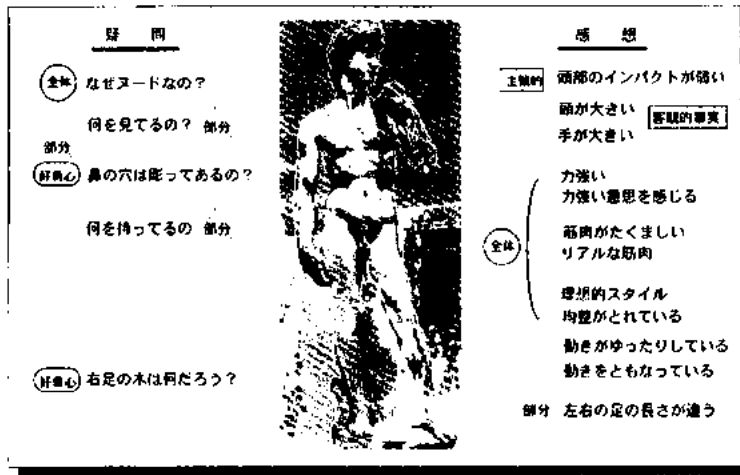 疑 問
全体 なぜヌードなの？
何を見てるの？ 部分
部分
好奇心 鼻の穴は彫ってあるの？
何を持ってるの 部分
好奇心 右足の木は何だろう？
感 想
主観的 頭部のインパクトが弱い
頭が大きい
客観的事実
手が大きい
力強い
力強い意思を感じる
全体
筋肉がたくましい
リアルな筋肉
理想的スタイル
均整がとれている
動きがゆったりしている
動きをともなっている
部分 左右の足の長さが違う